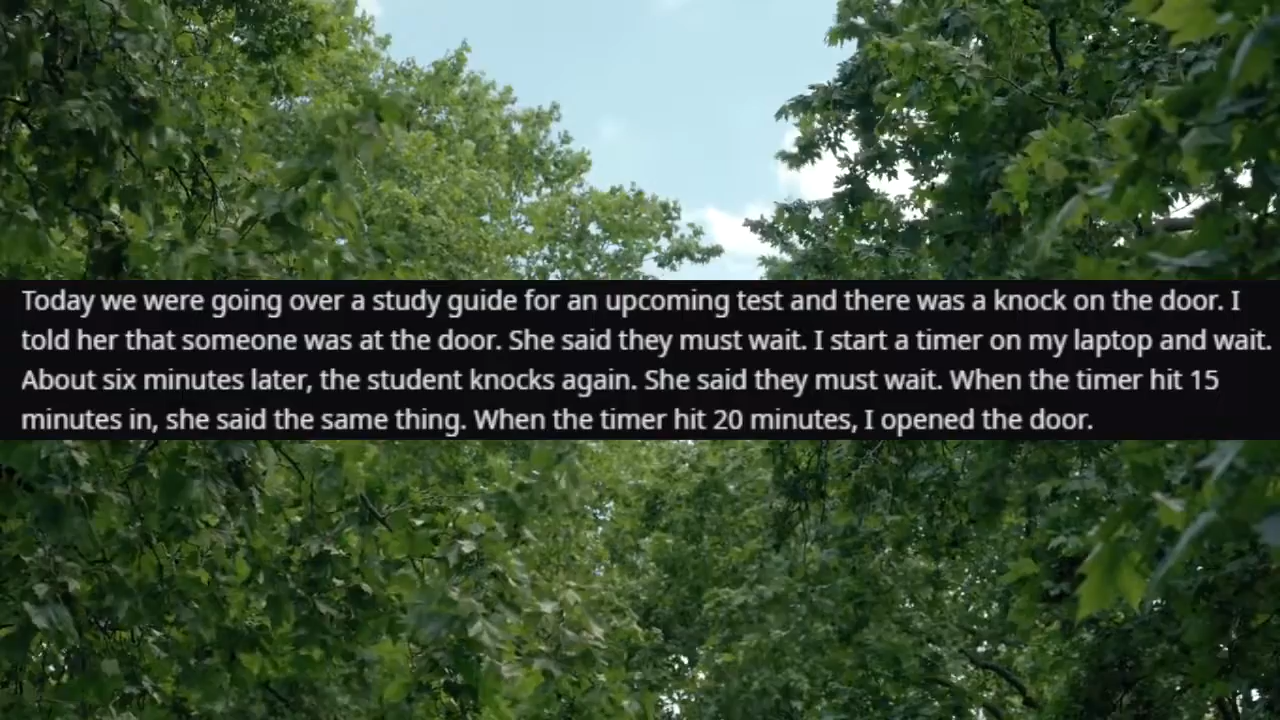 Today we were going over a study guide for an upcoming test and there was a knock on the door. I
told her that someone was at the door. She said they must wait. I start a timer on my laptop and wait.
About six minutes later, the student knocks again. She said they must wait. When the timer hit 15
minutes in, she said the same thing. When the timer hit 20 minutes, I opened the door.